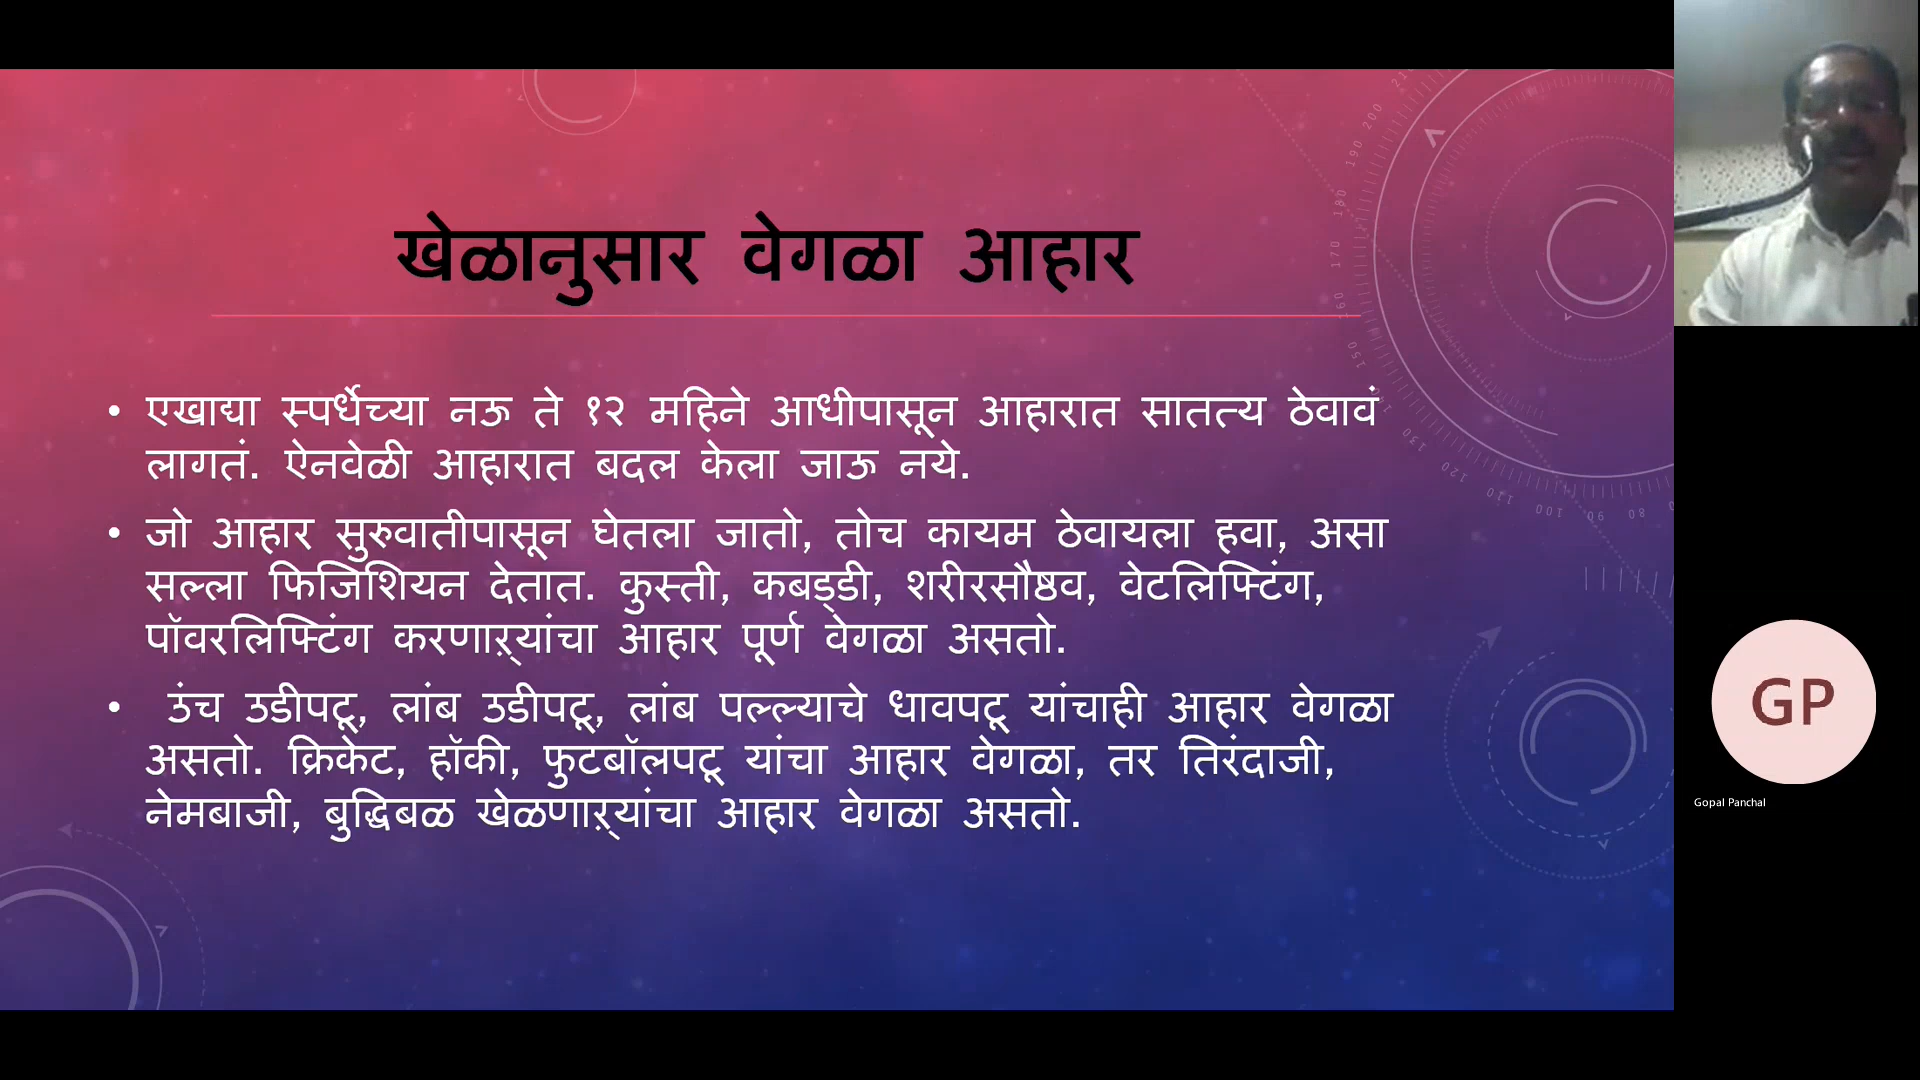 खेळानुसार वेगळा आहार
• एखाद्या स्पर्धेच्या नऊ ते १२ महिने आधीपासून आहारात सातत्य ठेवावं
लागतं. ऐनवेळी आहारात बदल केला जाऊ नये.
• जो आहार सुरुवातीपासून घेतला जातो, तोच कायम ठेवायला हवा, असा
सल्ला फिजिशियन देतात. कुस्ती, कबड्डी, शरीरसौष्ठव, वेटलिफ्टिंग,
पॉवरलिफ्टिंग करणाऱ्यांचा आहार पूर्ण वेगळा असतो.
• उंच उडीपटू, लांब उडीपटू, लांब पल्ल्याचे धावपटू यांचाही आहार वेगळा
असतो. क्रिकेट, हॉकी, फुटबॉलपटू यांचा आहार वेगळा, तर तिरंदाजी,
नेमबाजी, बुद्धिबळ खेळणाऱ्यांचा आहार वेगळा असतो.
GP
Gopal Panchal